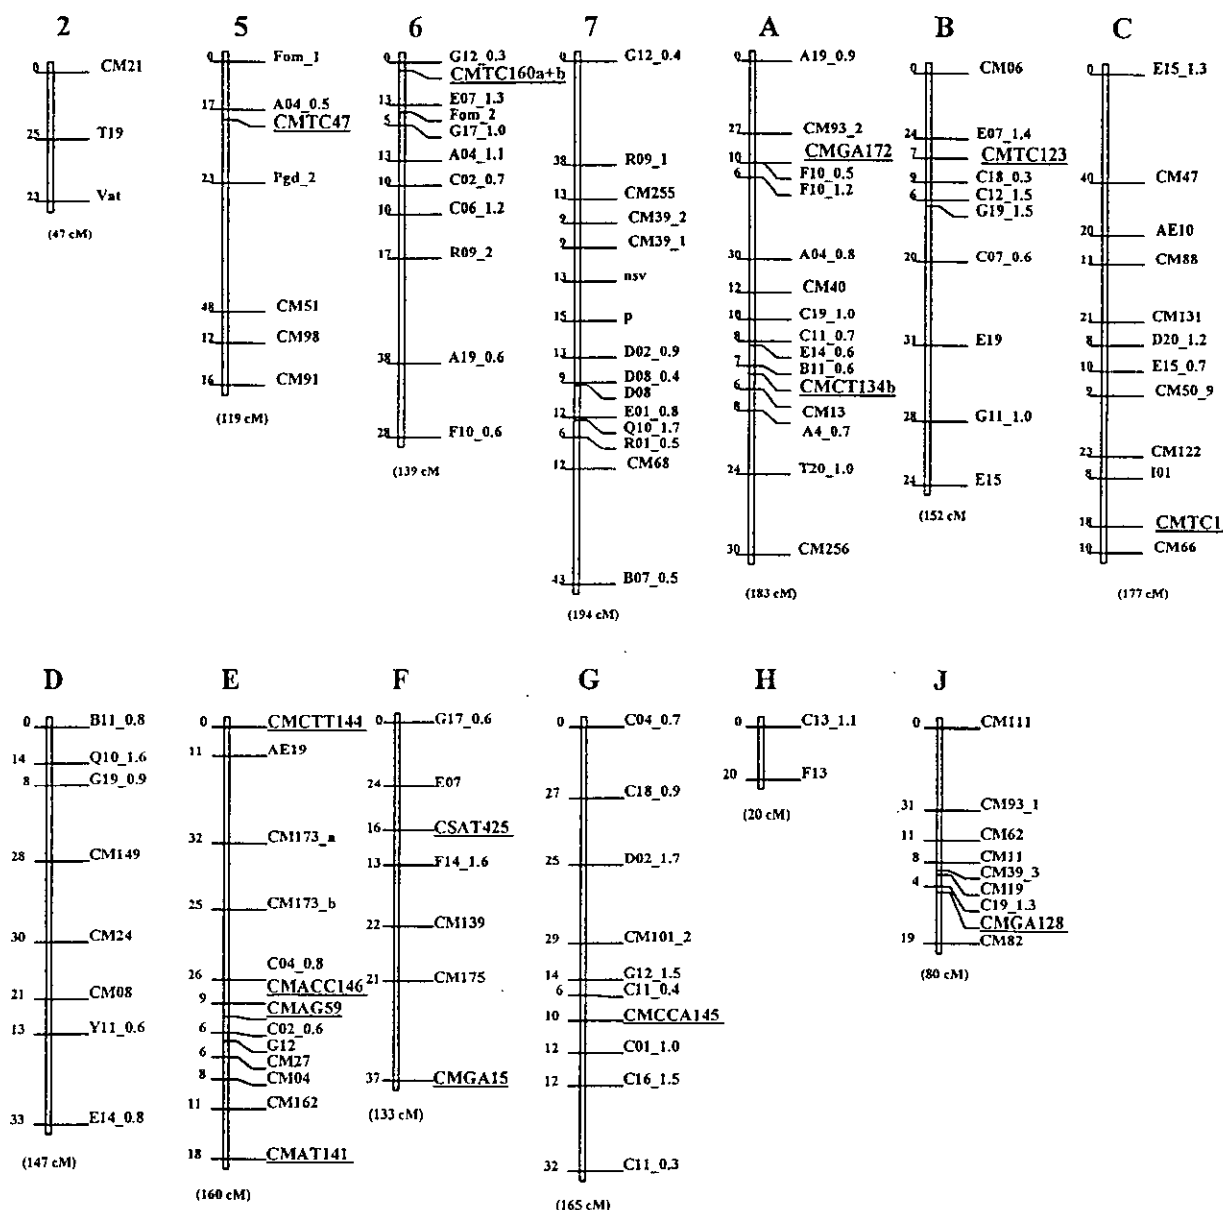 2
0 CM21
25 T19
23 Vat
(47 cM)
5
0 Fom_1
17 A04_0.5
CMTC47
23 Pgd_2
48 CM51
12 CM98
16 CM91
(119 cM)
6
0 G12_0.3
CMTC160a+b
13 E07_1.3
Fom_2
5 G17_1.0
13 A04_1.1
10 C02_0.7
10 C06_1.2
17 R09_2
38 A19_0.6
28 F10_0.6
(139 cM
7
0 G12_0.4
38 R09_1
13 CM255
9 CM39_2
9 CM39_1
13 nsv
15 p
13 D02_0.9
9 D08_0.4
D08
12 E01_0.8
Q10_1.7
6 R01_0.5
12 CM68
43 B07_0.5
(194 cM)
A
0 A19_0.9
27 CM93_2
10 CMGA172
F10_0.5
6 F10_1.2
30 A04_0.8
12 CM40
10 C19_1.0
8 C11_0.7
E14_0.6
7 B11_0.6
CMCT134b
6 CM13
8 A4_0.7
24 T20_1.0
30 CM256
(183 cM)
B
0 CM06
24 E07_1.4
7 CMTC123
9 C18_0.3
6 C12_1.5
G19_1.5
20 C07_0.6
31 E19
28 G11_1.0
24 E15
(152 cM
C
0 E15_1.3
40 CM47
20 AE10
11 CM88
21 CM131
8 D20_1.2
10 E15_0.7
9 CM50_9
23 CM122
8 I01
18 CMTC1
10 CM66
(177 cM)
D
0 B11_0.8
14 Q10_1.6
8 G19_0.9
28 CM149
30 CM24
21 CM08
13 Y11_0.6
33 E14_0.8
(147 cM)
E
0 CMCTT144
11 AE19
32 CM173_a
25 CM173_b
26 C04_0.8
CMACC146
9 CMAG59
6 C02_0.6
G12
6 CM27
8 CM04
11 CM162
18 CMAT141
(160 cM)
F
0 G17_0.6
24 E07
16 CSAT425
13 F14_1.6
22 CM139
21 CM175
37 CMGA15
(133 cM)
G
0 C04_0.7
27 C18_0.9
25 D02_1.7
29 CM101_2
14 G12_1.5
6 C11_0.4
10 CMCCA145
12 C01_1.0
12 C16_1.5
32 C11_0.3
(165 cM)
H
0 C13_1.1
20 F13
(20 cM)
J
0 CM111
31 CM93_1
11 CM62
8 CM11
CM39_3
CM19
4 C19_1.3
CMGA128
19 CM82
(80 cM)